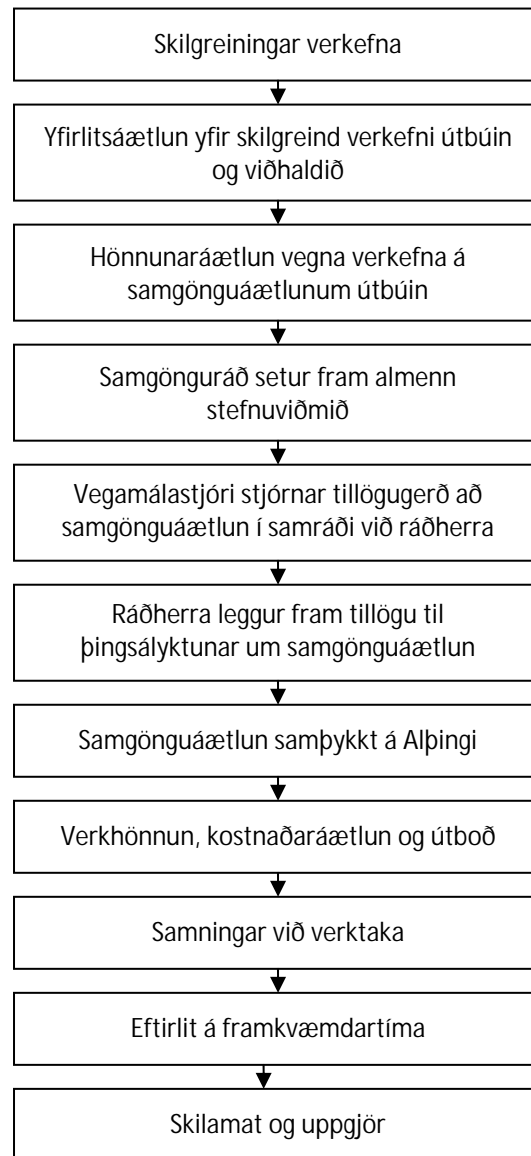 Skilgreiningar verkefna
Yfirlitsáætlun yfir skilgreind verkefni útbúin
og viðhaldið
Hönnunaráætlun vegna verkefna á
samgönguáætlunum útbúin
Samgönguráð setur fram almenn
stefnuviðmið
Vegamálastjóri stjórnar tillögugerð að
samgönguáætlun í samráði við ráðherra
Ráðherra leggur fram tillögu til
þingsályktunar um samgönguáætlun
Samgönguáætlun samþykkt á Alþingi
Verkhönnun, kostnaðaráætlun og útboð
Samningar við verktaka
Eftirlit á framkvæmdartíma
Skilamat og uppgjör